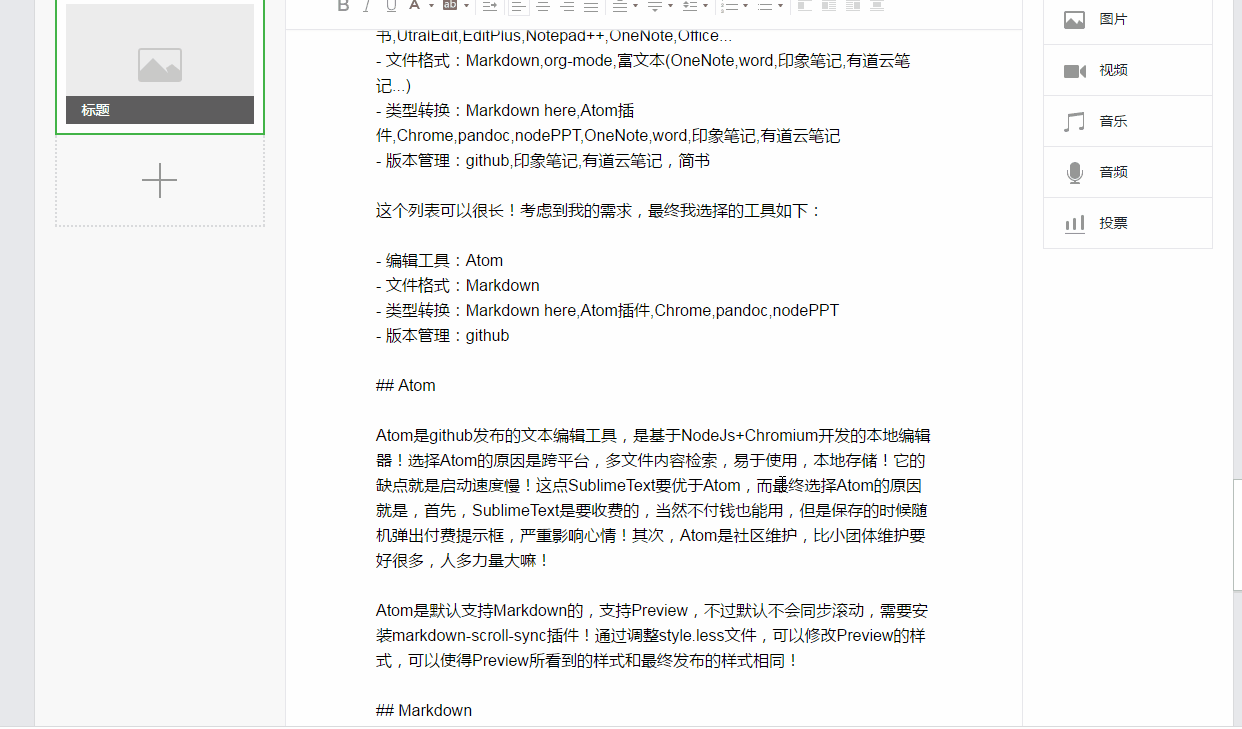 B I U A ab
标题
图片
视频
音乐
音频
投票
书,UtralEdit,EditPlus,Notepad++,OneNote,Office...
- 文件格式：Markdown,org-mode,富文本(OneNote,word,印象笔记,有道云笔
记...)
- 类型转换：Markdown here,Atom插
件,Chrome,pandoc,nodePPT,OneNote,word,印象笔记,有道云笔记
- 版本管理：github,印象笔记,有道云笔记，简书
这个列表可以很长！考虑到我的需求，最终我选择的工具如下：
- 编辑工具：Atom
- 文件格式：Markdown
- 类型转换：Markdown here,Atom插件,Chrome,pandoc,nodePPT
- 版本管理：github
## Atom
Atom是github发布的文本编辑工具，是基于NodeJs+Chromium开发的本地编辑
器！选择Atom的原因是跨平台，多文件内容检索，易于使用，本地存储！它的
缺点就是启动速度慢！这点SublimeText要优于Atom，而最终选择Atom的原因
就是，首先，SublimeText是要收费的，当然不付钱也能用，但是保存的时候随
机弹出付费提示框，严重影响心情！其次，Atom是社区维护，比小团体维护要
好很多，人多力量大嘛！
Atom是默认支持Markdown的，支持Preview，不过默认不会同步滚动，需要安
装markdown-scroll-sync插件！通过调整style.less文件，可以修改Preview的样
式，可以使得Preview所看到的样式和最终发布的样式相同！
## Markdown